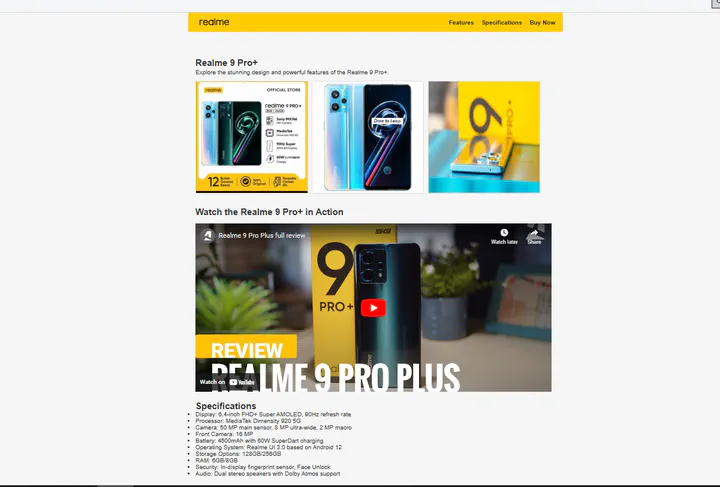 realme
Features Specifications Buy Now
Realme 9 Pro+
Explore the stunning design and powerful features of the Realme 9 Pro+.
realme
OFFICIAL STORE
realme 9 PRO+
Sony IMX766
MediaTek
90Hz Super
12
100%
Original
Dare to Leap
9
PRO+
Watch the Realme 9 Pro+ in Action
Realme 9 Pro Plus full review
Watch later
Share
9
PRO+
realme
REVIEW
REALME 9 PRO PLUS
Watch on YouTube
Specifications
Display: 6.4-inch FHD+ Super AMOLED, 90Hz refresh rate
Processor: MediaTek Dimensity 920 5G
Camera: 50 MP main sensor, 8 MP ultra-wide, 2 MP macro
Front Camera: 16 MP
Battery: 4500mAh with 60W SuperDart charging
Operating System: Realme UI 3.0 based on Android 12
Storage Options: 128GB/256GB
RAM: 6GB/8GB
Security: In-display fingerprint sensor, Face Unlock
Audio: Dual stereo speakers with Dolby Atmos support